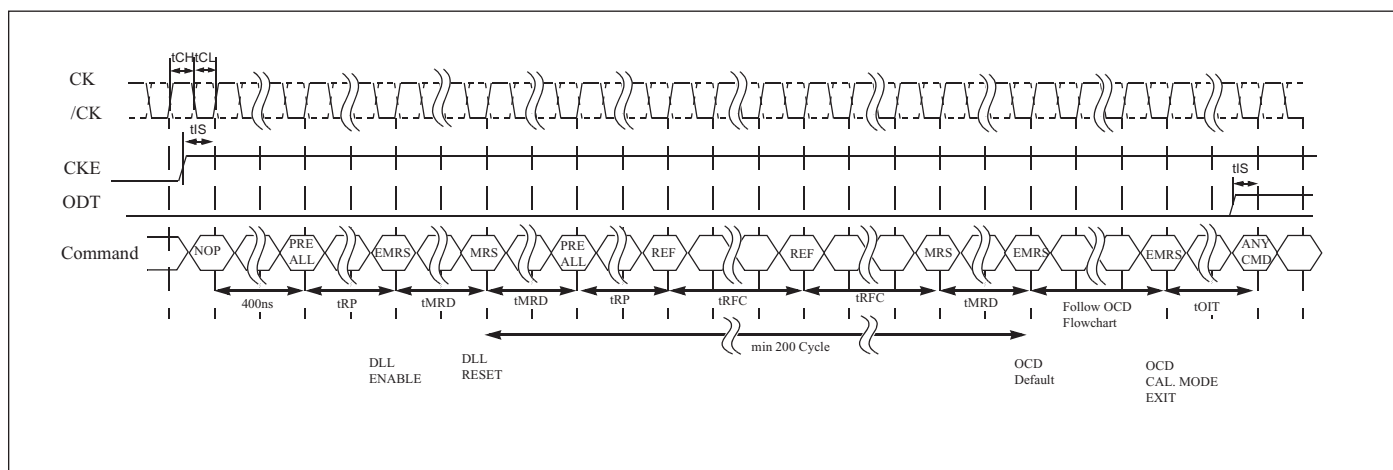 tCH tCL
CK
/CK
tIS
CKE
tIS
ODT
Command
NOP
PRE
ALL
EMRS
MRS
PRE
ALL
REF
REF
MRS
EMRS
EMRS
ANY
CMD
400ns
tRP
tMRD
tMRD
tRP
tRFC
tRFC
tMRD
Follow OCD
Flowchart
tOIT
min 200 Cycle
DLL
ENABLE
DLL
RESET
OCD
Default
OCD
CAL. MODE
EXIT